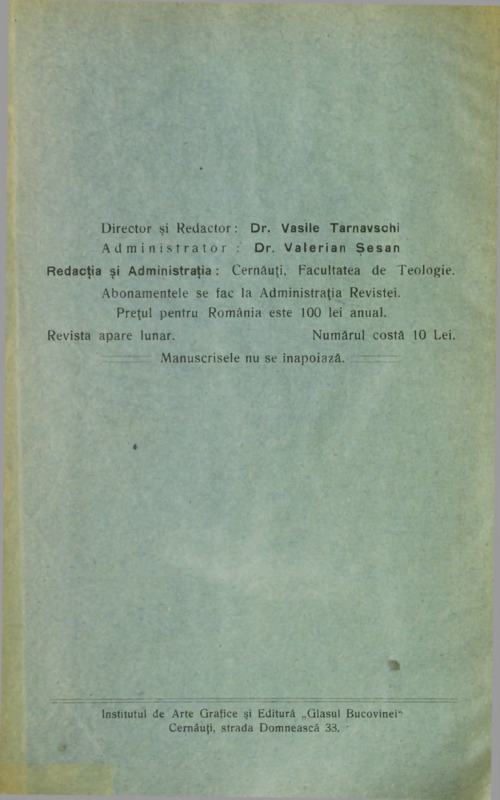 Director și Redactor: Dr. Vasile Tarnavschi
Administrator : Dr. Valerian Șesan
Redacția și Administrația: Cernăuți, Facultatea de Teologie.
Abonamentele se fac la Administrația Revistei.
Prețul pentru România este 100 lei anual.
Revista apare lunar. Numărul costă 10 Lei.
Manuscrisele nu se înapoiază.
Institutul de Arte Grafice și Editură „Glasul Bucovinei“
Cernăuți, strada Domnească 33.